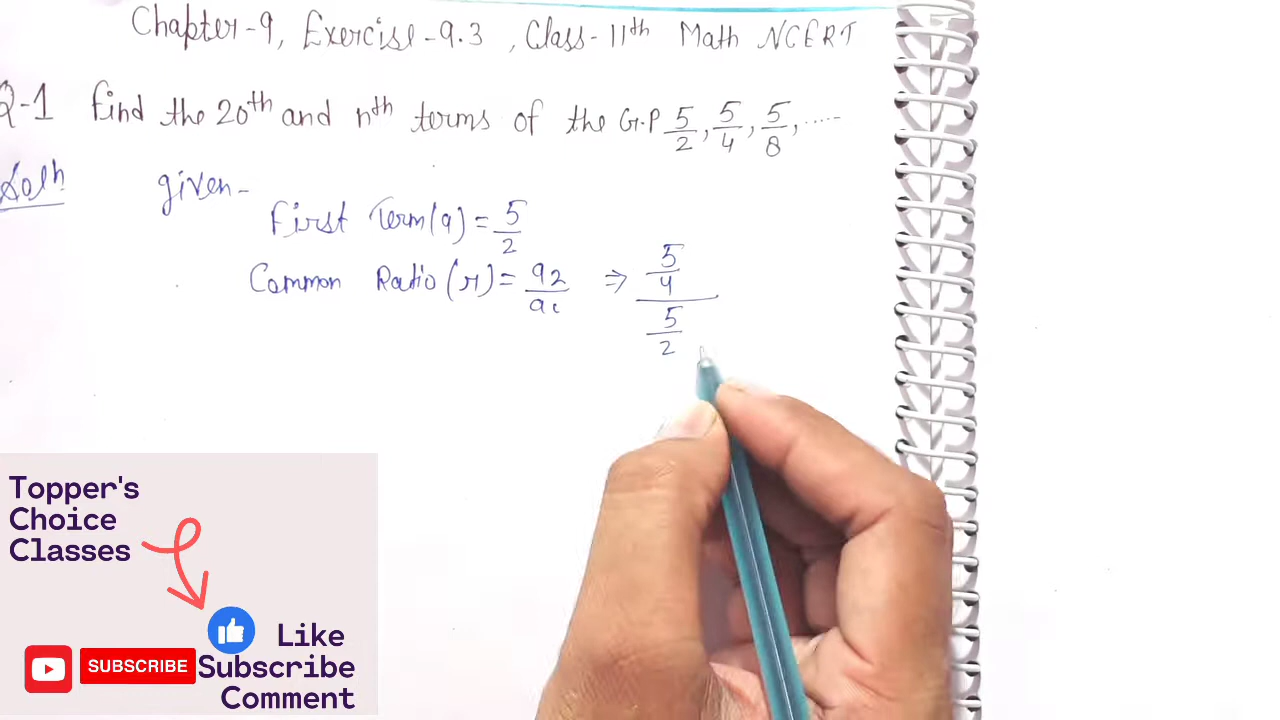 Chapter-9, Exercise-9.3, Class-11th Math NCERT
Q-1 Find the 20th and nth terms of the G.P 5/2, 5/4, 5/8, .....
Soln given-
First Term(a) = 5/2
Common Ratio (r) = a2/a1 ⇒ 5/4 / 5/2
Topper's
Choice
Classes
Like
SUBSCRIBE Subscribe
Comment